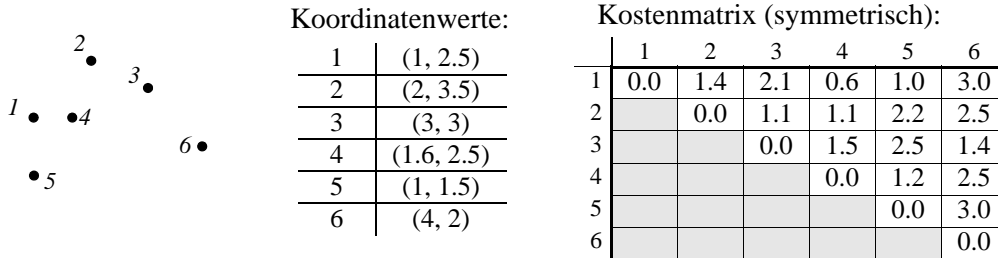 Koordinatenwerte:
1 (1, 2.5)
2 (2, 3.5)
3 (3, 3)
4 (1.6, 2.5)
5 (1, 1.5)
6 (4, 2)
Kostenmatrix (symmetrisch):
1 2 3 4 5 6
1 0.0 1.4 2.1 0.6 1.0 3.0
2 0.0 1.1 1.1 2.2 2.5
3 0.0 1.5 2.5 1.4
4 0.0 1.2 2.5
5 0.0 3.0
6 0.0
2
3
1
4
6
5